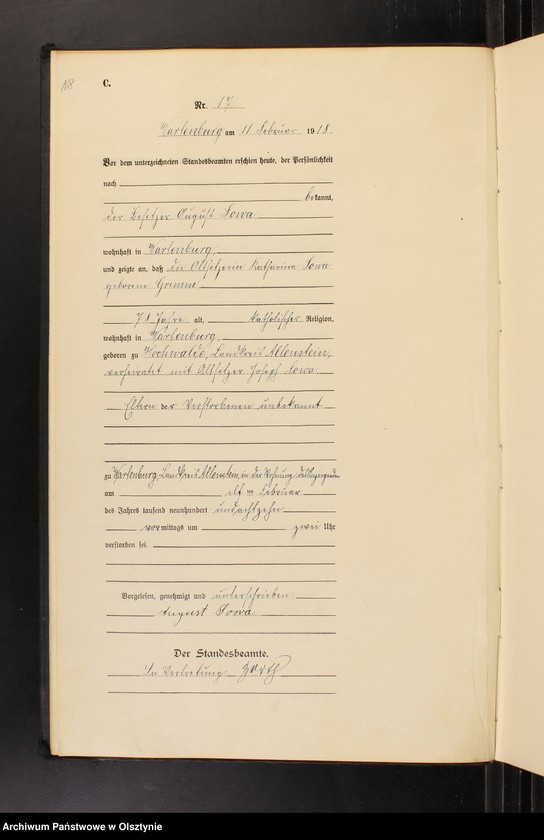 118
C.
Nr. 17
Wartenburg am 11 Februar 1918.
Vor dem unterzeichneten Standesbeamten erschien heute, der Persönlichkeit
nach
bekannt,
der Besitzer August Sowa
wohnhaft in Wartenburg
und zeigte an, daß die Altsitzerin Katharina Sowa
geborene Grimm
78 Jahre alt, katholischer Religion,
wohnhaft in Wartenburg
geboren zu Hochwalde, Landkreis Allenstein,
verheiratet mit Altsitzer Joseph Sowa,
Eltern der Verstorbenen unbekannt
zu Wartenburg, Landkreis Allenstein, in der Wohnung des Anzeigenden
am elften Februar
des Jahres tausend neunhundert undachtzehn
vormittags um zwei Uhr
verstorben sei.
Vorgelesen, genehmigt und unterschrieben
August Sowa
Der Standesbeamte.
In Vertretung
Archiwum Państwowe w Olsztynie